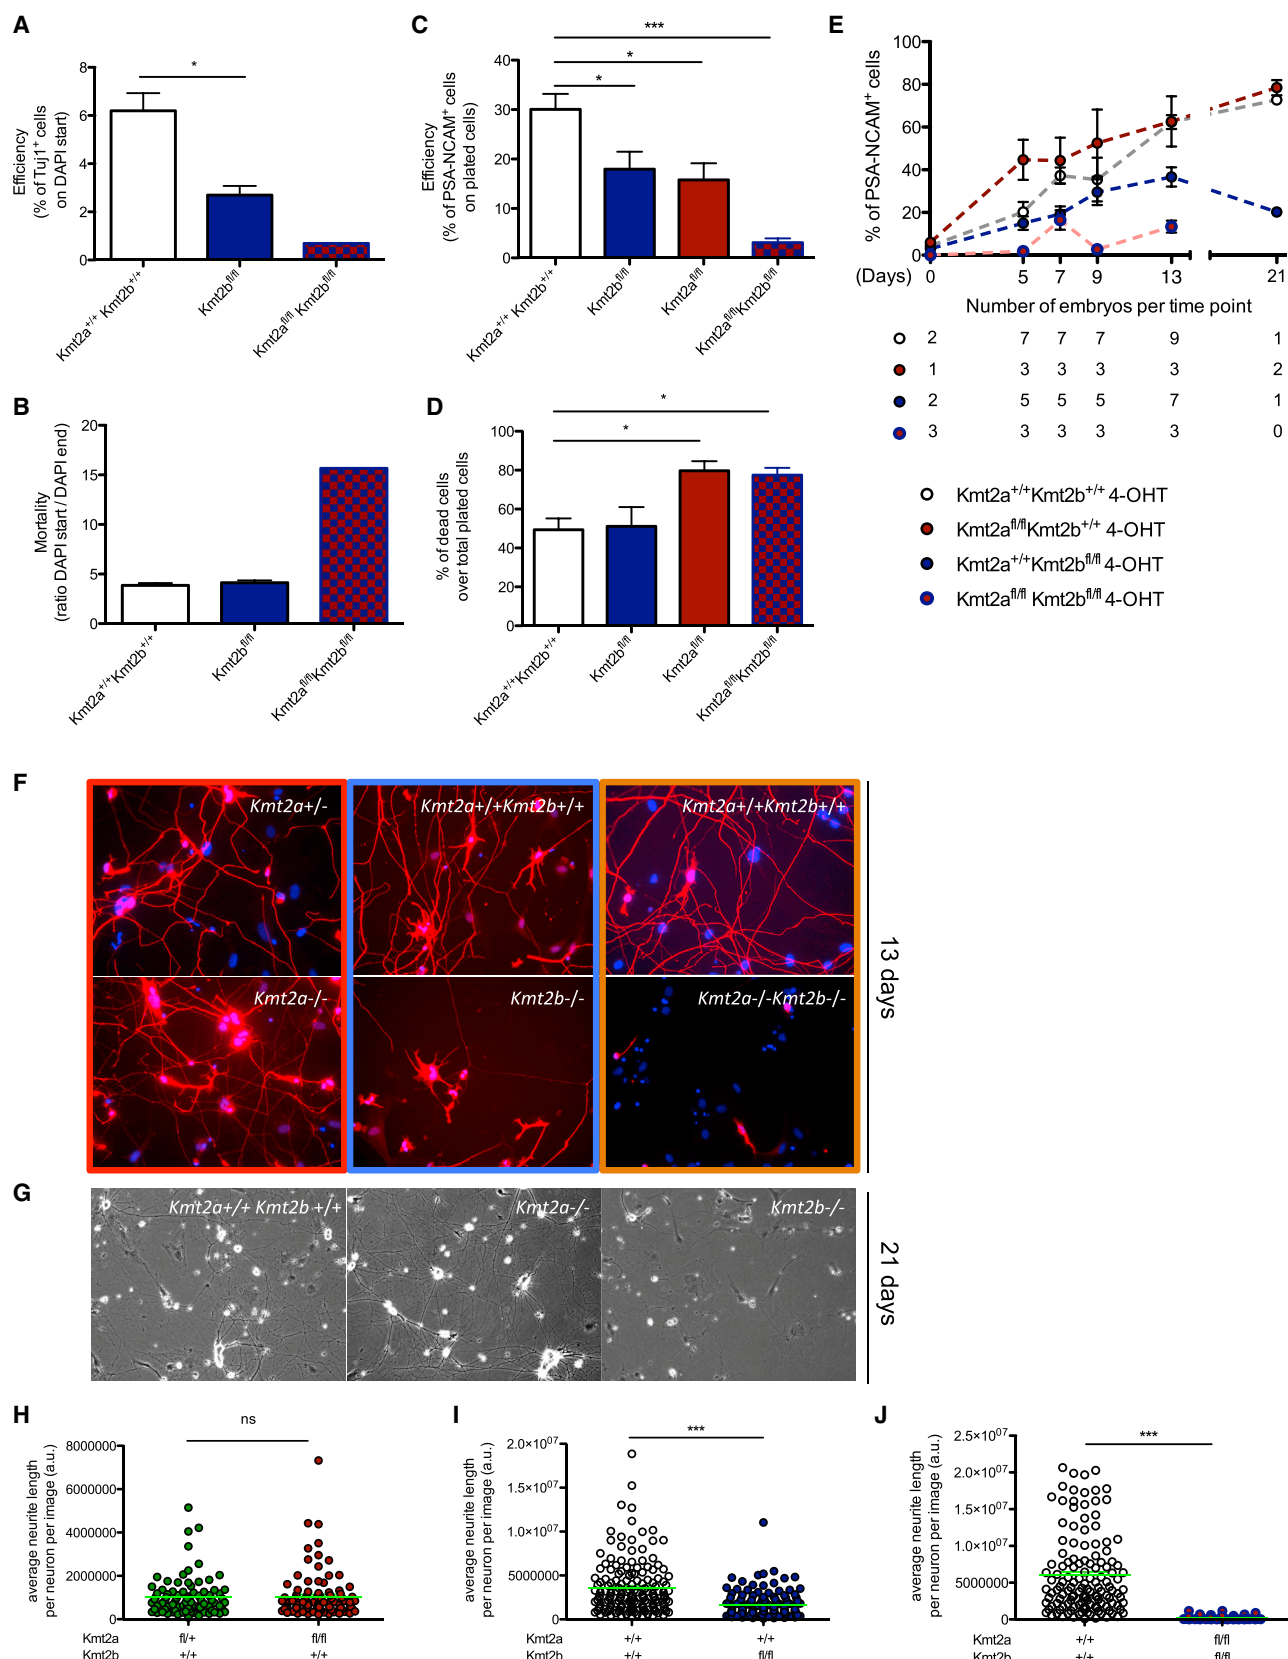 A
Efficiency
(% of Tuj1+ cells
on DAPI start)
8
6
4
2
0
*
Kmt2a+/+ Kmt2b+/+
Kmt2bfl/fl
Kmt2afl/fl Kmt2bfl/fl
C
Efficiency
(% of PSA-NCAM+ cells
on plated cells)
40
30
20
10
0
***
*
*
Kmt2a+/+ Kmt2b+/+
Kmt2bfl/fl
Kmt2afl/fl
Kmt2afl/flKmt2bfl/fl
E
% of PSA-NCAM+ cells
100
80
60
40
20
0
(Days) 0 5 7 9 13 21
Number of embryos per time point
2 7 7 7 9 1
1 3 3 3 3 2
2 5 5 5 7 1
3 3 3 3 3 0
Kmt2a+/+Kmt2b+/+ 4-OHT
Kmt2afl/flKmt2b+/+ 4-OHT
Kmt2a+/+Kmt2bfl/fl 4-OHT
Kmt2afl/fl Kmt2bfl/fl 4-OHT
B
Mortality
(ratio DAPI start / DAPI end)
20
15
10
5
0
Kmt2a+/+Kmt2b+/+
Kmt2bfl/fl
Kmt2afl/flKmt2bfl/fl
D
% of dead cells
over total plated cells
100
80
60
40
20
0
*
*
Kmt2a+/+Kmt2b+/+
Kmt2bfl/fl
Kmt2afl/fl
Kmt2afl/flKmt2bfl/fl
F
Kmt2a+/-
Kmt2a+/+Kmt2b+/+
Kmt2a+/+Kmt2b+/+
Kmt2a-/-
Kmt2b-/-
Kmt2a-/-Kmt2b-/-
13 days
G
Kmt2a+/+ Kmt2b +/+
Kmt2a-/-
Kmt2b-/-
21 days
H
average neurite length
per neuron per image (a.u.)
8000000
6000000
4000000
2000000
0
ns
Kmt2a fl/+ fl/fl
Kmt2b +/+ +/+
I
average neurite length
per neuron per image (a.u.)
2.0×10^07
1.5×10^07
1.0×10^07
5000000
0
***
Kmt2a +/+ +/+
Kmt2b +/+ fl/fl
J
average neurite length
per neuron per image (a.u.)
2.5×10^07
2.0×10^07
1.5×10^07
1.0×10^07
5000000
0
***
Kmt2a +/+ fl/fl
Kmt2b +/+ fl/fl